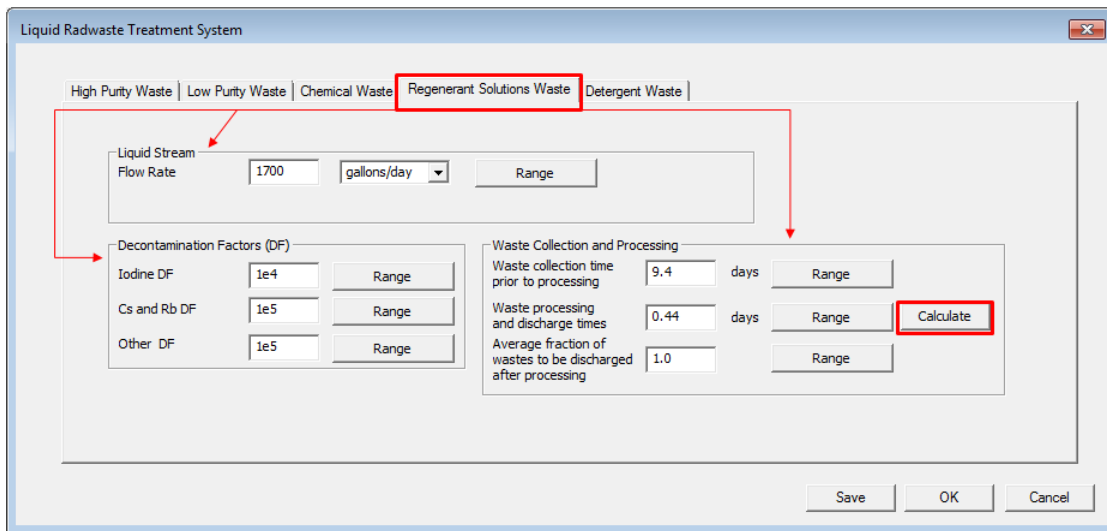 Liquid Radwaste Treatment System
High Purity Waste
Low Purity Waste
Chemical Waste
Regenerant Solutions Waste
Detergent Waste
Liquid Stream
Flow Rate
1700
gallons/day
Range
Decontamination Factors (DF)
Iodine DF
1e4
Range
Cs and Rb DF
1e5
Range
Other DF
1e5
Range
Waste Collection and Processing
Waste collection time
prior to processing
9.4
days
Range
Waste processing
and discharge times
0.44
days
Range
Calculate
Average fraction of
wastes to be discharged
after processing
1.0
Range
Save
OK
Cancel